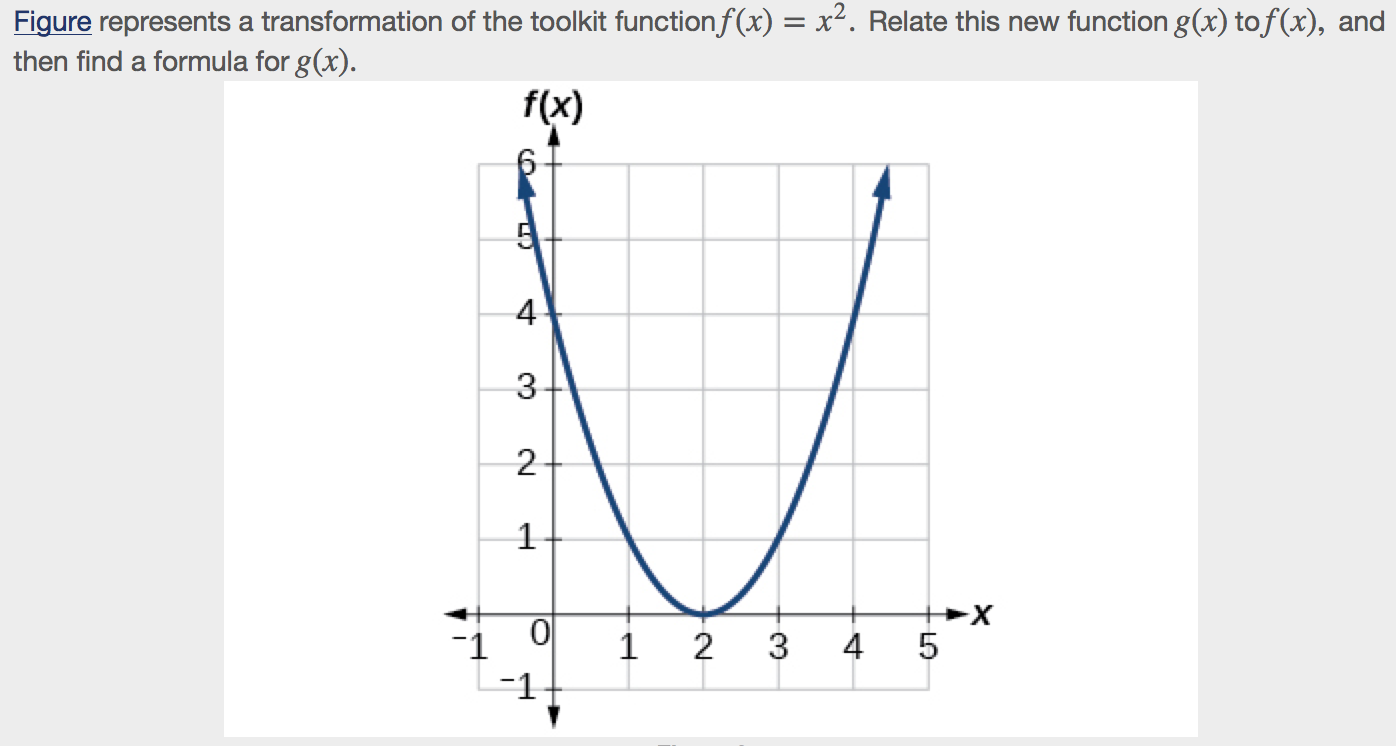 Figure represents a transformation of the toolkit function f(x) = x². Relate this new function g(x) to f(x), and
then find a formula for g(x).
f(x)
6
5
4
3
2
1
x
-1 0 1 2 3 4 5
-1